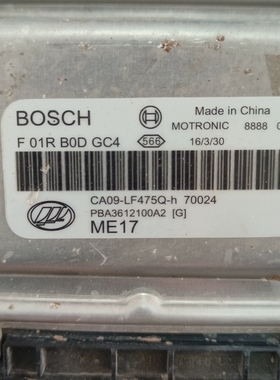 BOSCH
Made in China
MOTRONIC 8888
F 01R B0D GC4
566
16/3/30
CA09-LF475Q-h 70024
PBA3612100A2 [G]
ME17